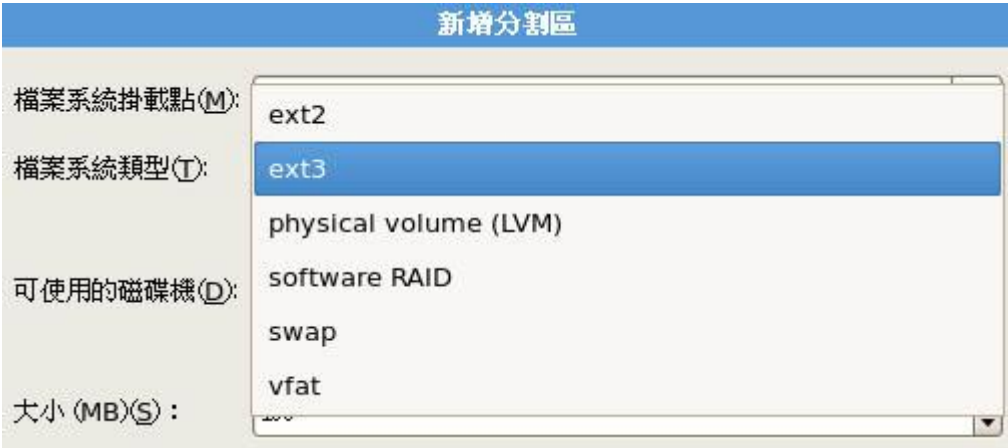 新增分割區
檔案系統掛載點(M):
ext2
檔案系統類型(T):
ext3
physical volume (LVM)
可使用的磁碟機(D):
software RAID
swap
vfat
大小 (MB)(S)：